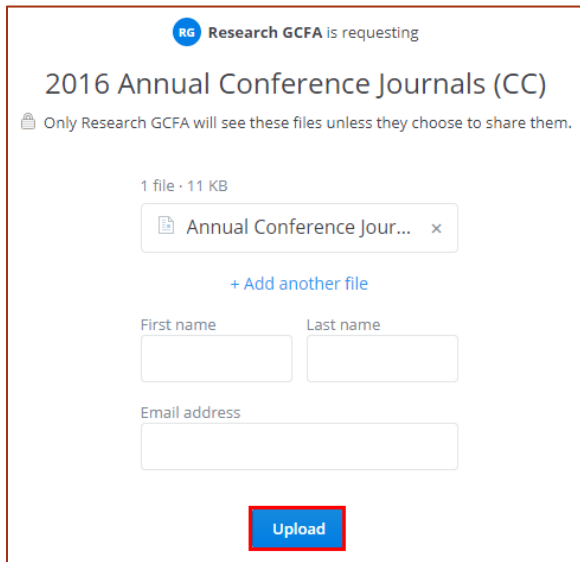 RG Research GCFA is requesting
2016 Annual Conference Journals (CC)
Only Research GCFA will see these files unless they choose to share them.
1 file · 11 KB
Annual Conference Jour... ×
+ Add another file
First name Last name
Email address
Upload